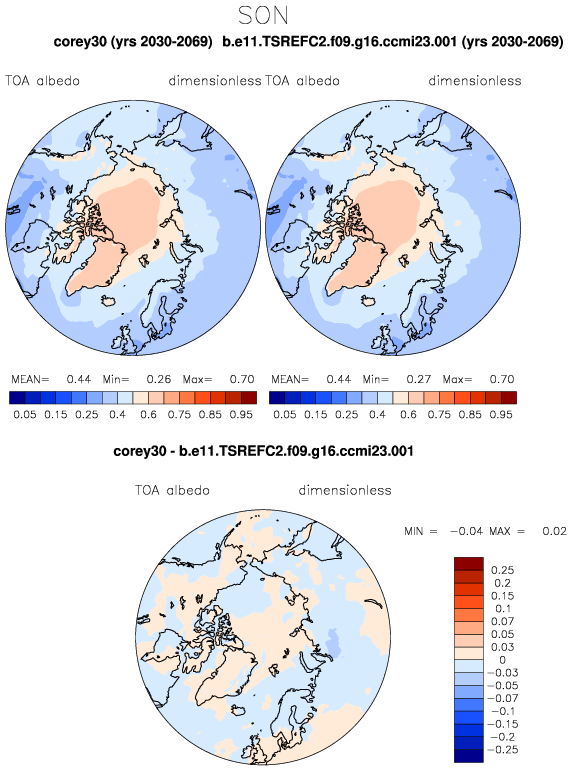 SON
corey30 (yrs 2030-2069) b.e11.TSREFC2.f09.g16.ccmi23.001 (yrs 2030-2069)
TOA albedo dimensionless TOA albedo dimensionless
MEAN= 0.44 Min= 0.26 Max= 0.70 MEAN= 0.44 Min= 0.27 Max= 0.70
0.05 0.15 0.25 0.4 0.6 0.75 0.85 0.95 0.05 0.15 0.25 0.4 0.6 0.75 0.85 0.95
corey30 - b.e11.TSREFC2.f09.g16.ccmi23.001
TOA albedo dimensionless
MIN = -0.04 MAX = 0.02
0.25
0.2
0.15
0.1
0.07
0.05
0.03
0
-0.03
-0.05
-0.07
-0.1
-0.15
-0.2
-0.25